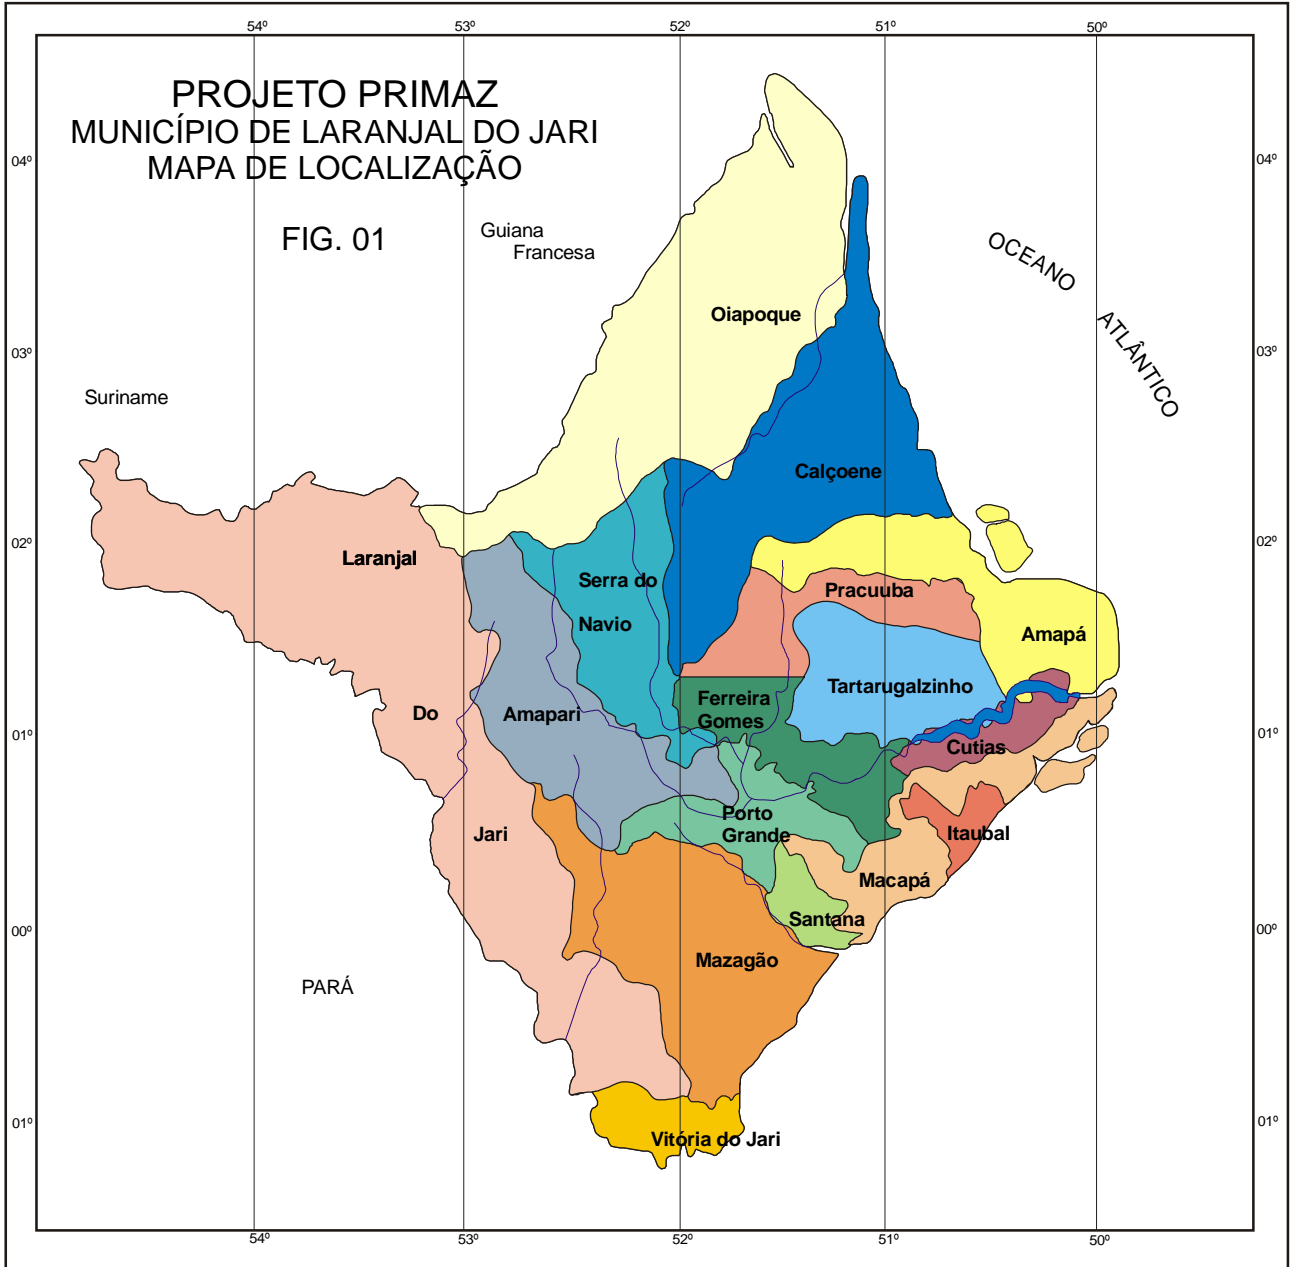 54º 53º 52º 51º 50º
PROJETO PRIMAZ
MUNICÍPIO DE LARANJAL DO JARI
MAPA DE LOCALIZAÇÃO
04º 04º
FIG. 01
Guiana
Francesa
OCEANO
ATLÂNTICO
Oiapoque
03º 03º
Suriname
Calçoene
02º 02º
Laranjal
Serra do
Pracuuba
Navio
Amapá
Tartarugalzinho
Ferreira
Gomes
Do
Amapari
01º 01º
Cutias
Porto
Grande
Jari
Itaubal
Macapá
Santana
00º 00º
Mazagão
PARÁ
01º 01º
Vitória do Jari
54º 53º 52º 51º 50º